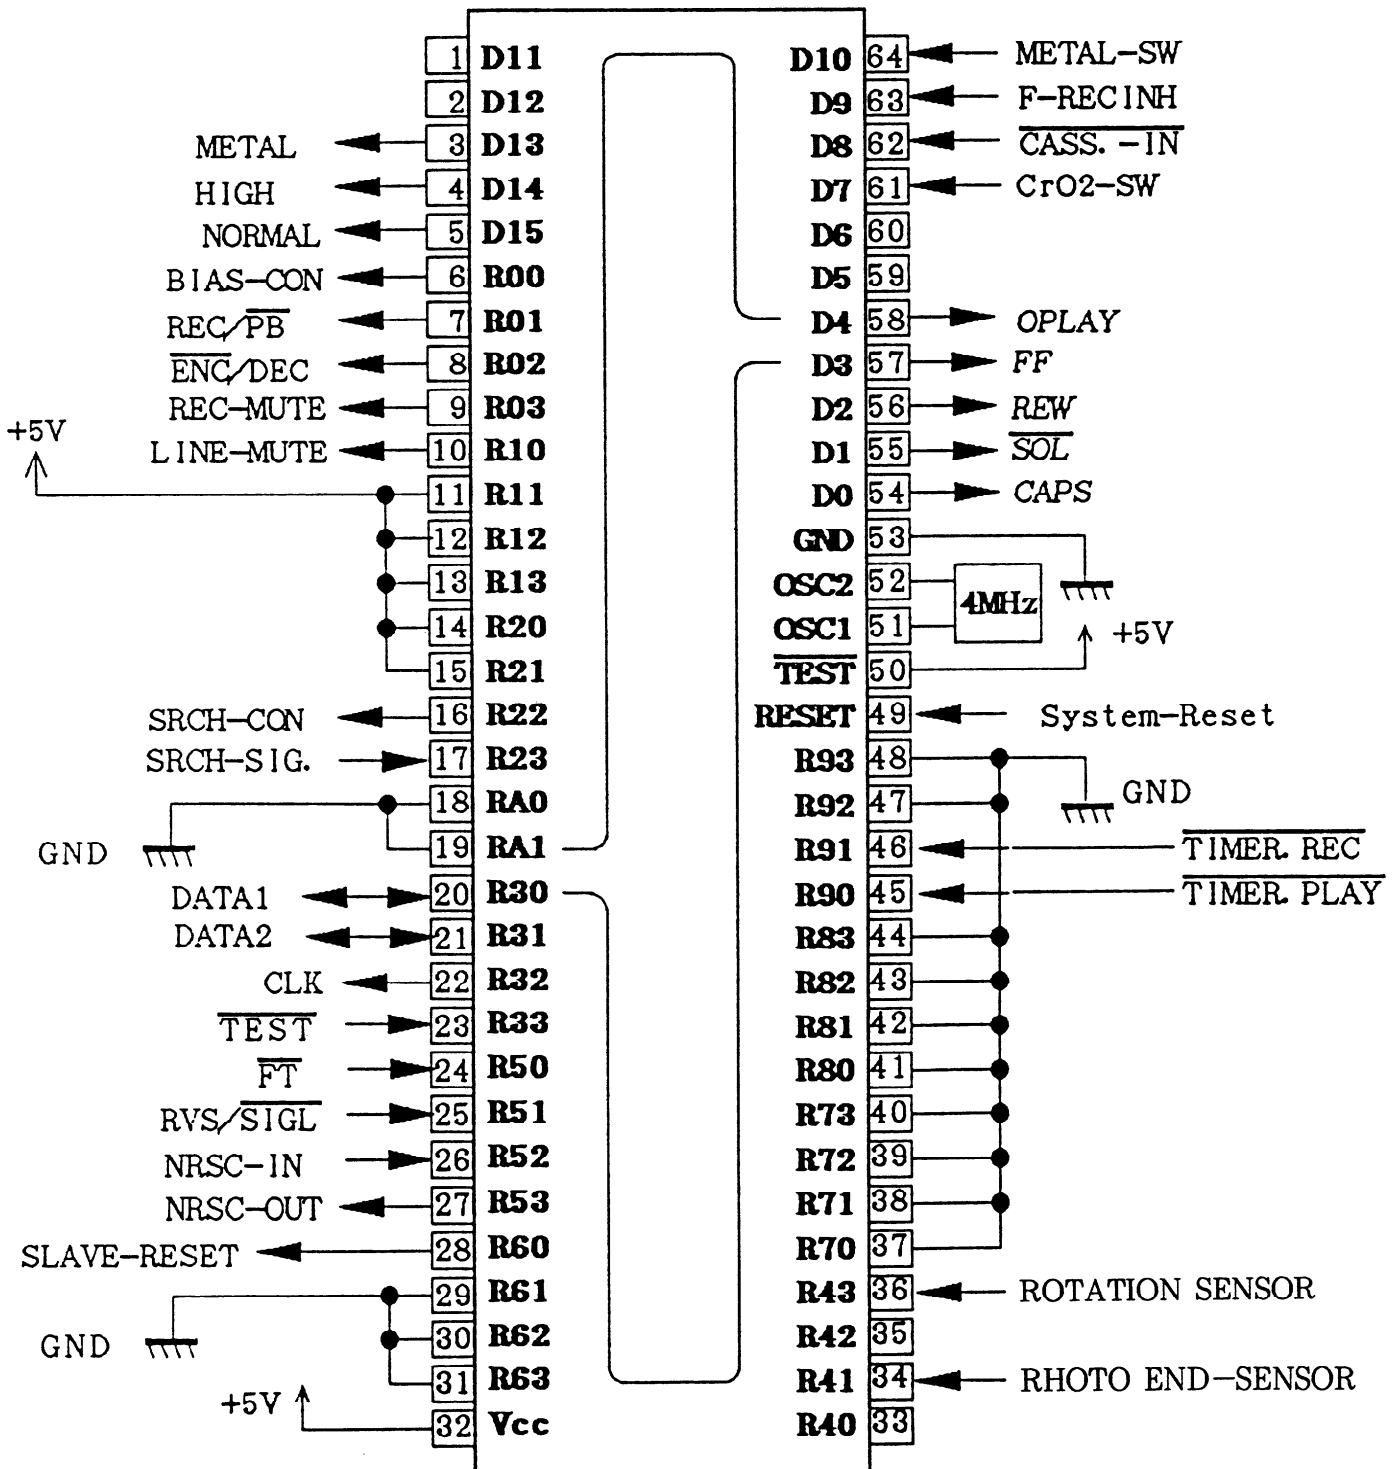 1 D11
2 D12
METAL 3 D13
HIGH 4 D14
NORMAL 5 D15
BIAS-CON 6 R00
REC/PB 7 R01
ENC/DEC 8 R02
REC-MUTE 9 R03
+5V
LINE-MUTE 10 R10
11 R11
12 R12
13 R13
14 R20
15 R21
SRCH-CON 16 R22
SRCH-SIG. 17 R23
18 RA0
GND 19 RA1
DATA1 20 R30
DATA2 21 R31
CLK 22 R32
TEST 23 R33
FT 24 R50
RVS/SIGL 25 R51
NRSC-IN 26 R52
NRSC-OUT 27 R53
SLAVE-RESET 28 R60
29 R61
GND 30 R62
31 R63
+5V
32 Vcc
D10 64 METAL-SW
D9 63 F-RECINH
D8 62 CASS.-IN
D7 61 CrO2-SW
D6 60
D5 59
D4 58 OPLAY
D3 57 FF
D2 56 REW
D1 55 SOL
D0 54 CAPS
GND 53
OSC2 52
4MHz
OSC1 51
+5V
TEST 50
RESET 49 System-Reset
R93 48
GND
R92 47
R91 46 TIMER.REC
R90 45 TIMER.PLAY
R83 44
R82 43
R81 42
R80 41
R73 40
R72 39
R71 38
R70 37
R43 36 ROTATION SENSOR
R42 35
R41 34 RHOTO END-SENSOR
R40 33